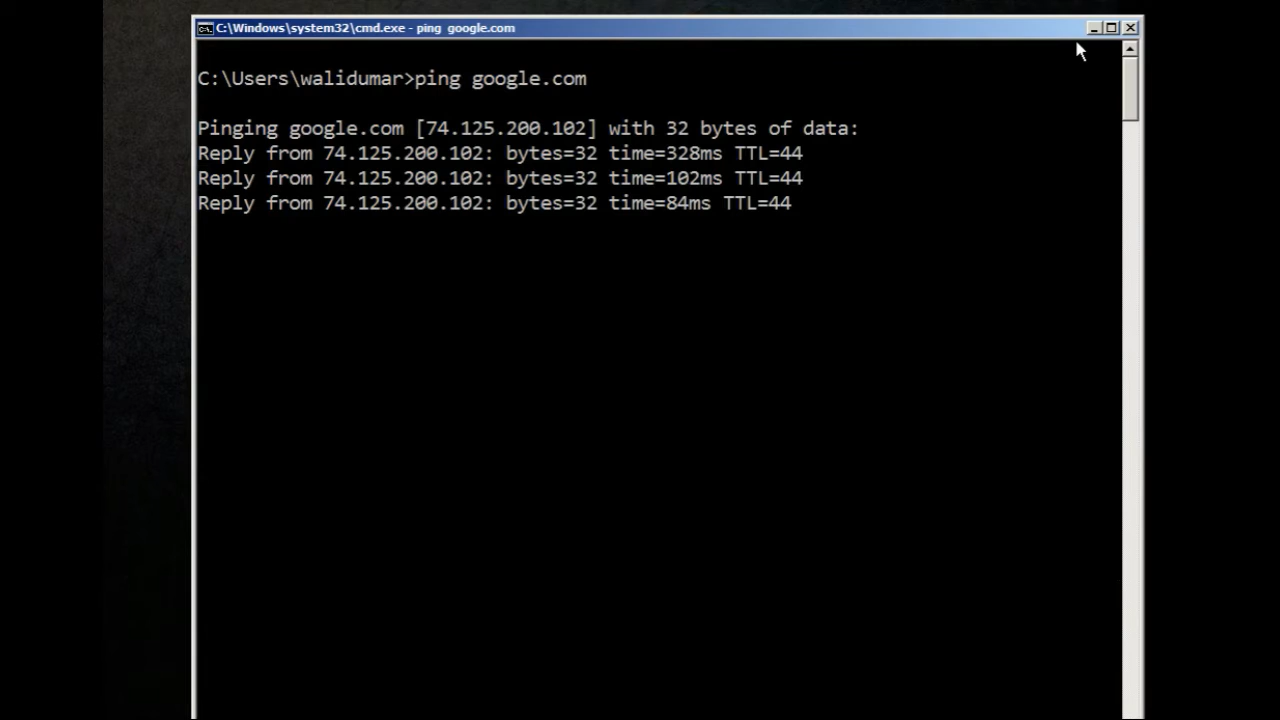 C:\Windows\system32\cmd.exe - ping google.com
C:\Users\walidumar>ping google.com
Pinging google.com [74.125.200.102] with 32 bytes of data:
Reply from 74.125.200.102: bytes=32 time=328ms TTL=44
Reply from 74.125.200.102: bytes=32 time=102ms TTL=44
Reply from 74.125.200.102: bytes=32 time=84ms TTL=44